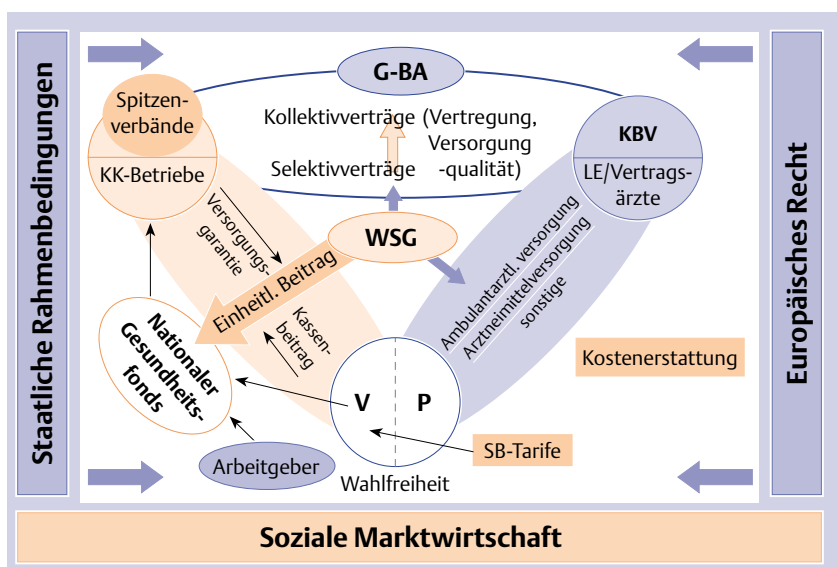 Staatliche Rahmenbedingungen
G-BA
Spitzen-
verbände
KK-Betriebe
Kollektivverträge (Vertregung,
Versorgung
-qualität)
Selektivverträge
KBV
LE/Vertrags-
ärzte
WSG
Versorgungs-
garantie
Einheitl. Beitrag
Kassen-
beitrag
Ambulantarztl. versorgung
Arztneimittelversorgung
sonstige
Nationaler
Gesundheits-
fonds
V
P
Kostenerstattung
SB-Tarife
Arbeitgeber
Wahlfreiheit
Europäisches Recht
Soziale Marktwirtschaft